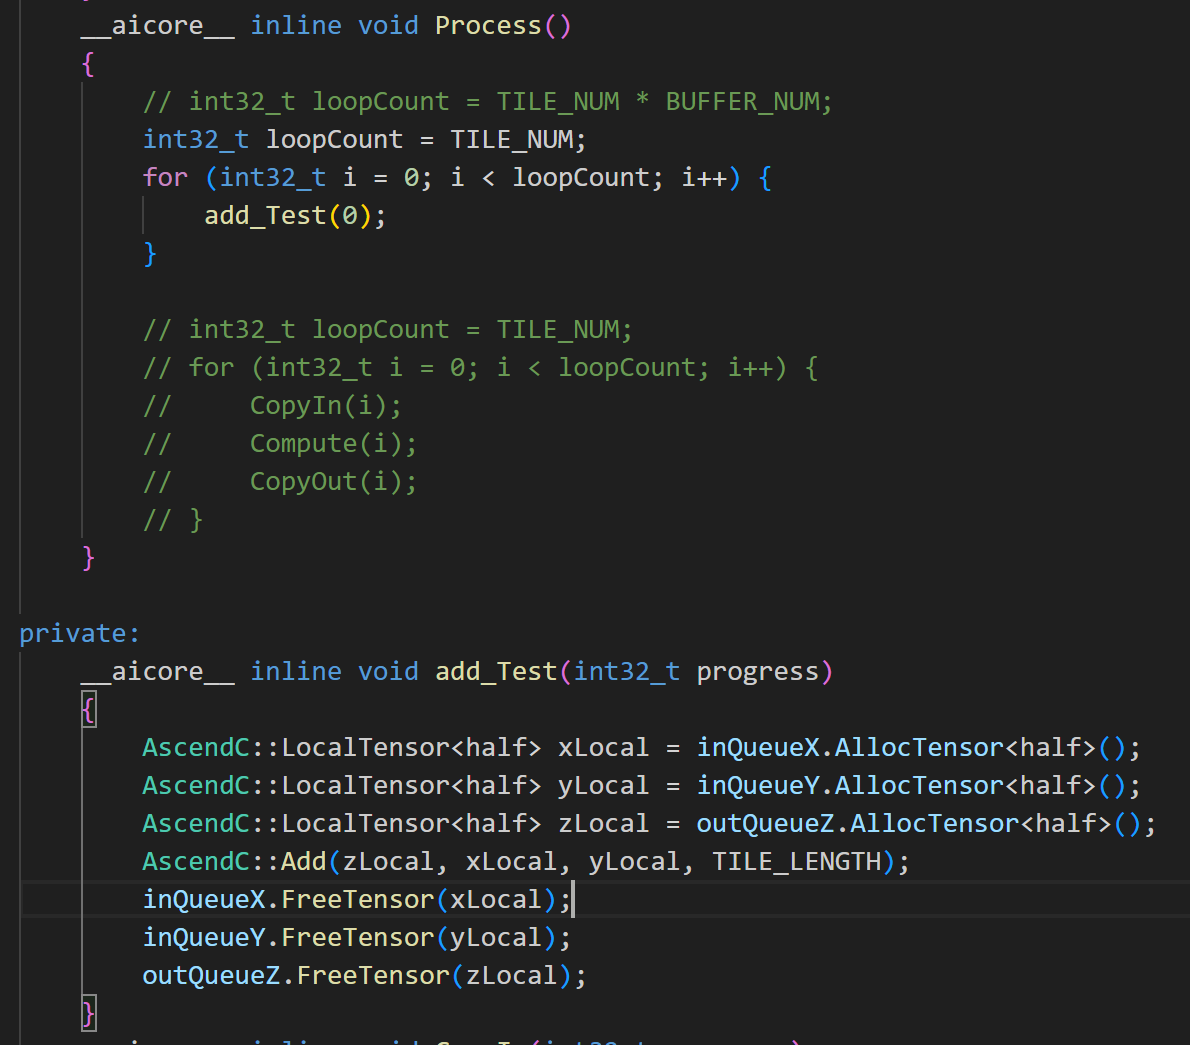 __aicore__ inline void Process()
{
// int32_t loopCount = TILE_NUM * BUFFER_NUM;
int32_t loopCount = TILE_NUM;
for (int32_t i = 0; i < loopCount; i++) {
add_Test(0);
}
// int32_t loopCount = TILE_NUM;
// for (int32_t i = 0; i < loopCount; i++) {
//     CopyIn(i);
//     Compute(i);
//     CopyOut(i);
// }
}
private:
__aicore__ inline void add_Test(int32_t progress)
{
AscendC::LocalTensor<half> xLocal = inQueueX.AllocTensor<half>();
AscendC::LocalTensor<half> yLocal = inQueueY.AllocTensor<half>();
AscendC::LocalTensor<half> zLocal = outQueueZ.AllocTensor<half>();
AscendC::Add(zLocal, xLocal, yLocal, TILE_LENGTH);
inQueueX.FreeTensor(xLocal);
inQueueY.FreeTensor(yLocal);
outQueueZ.FreeTensor(zLocal);
}